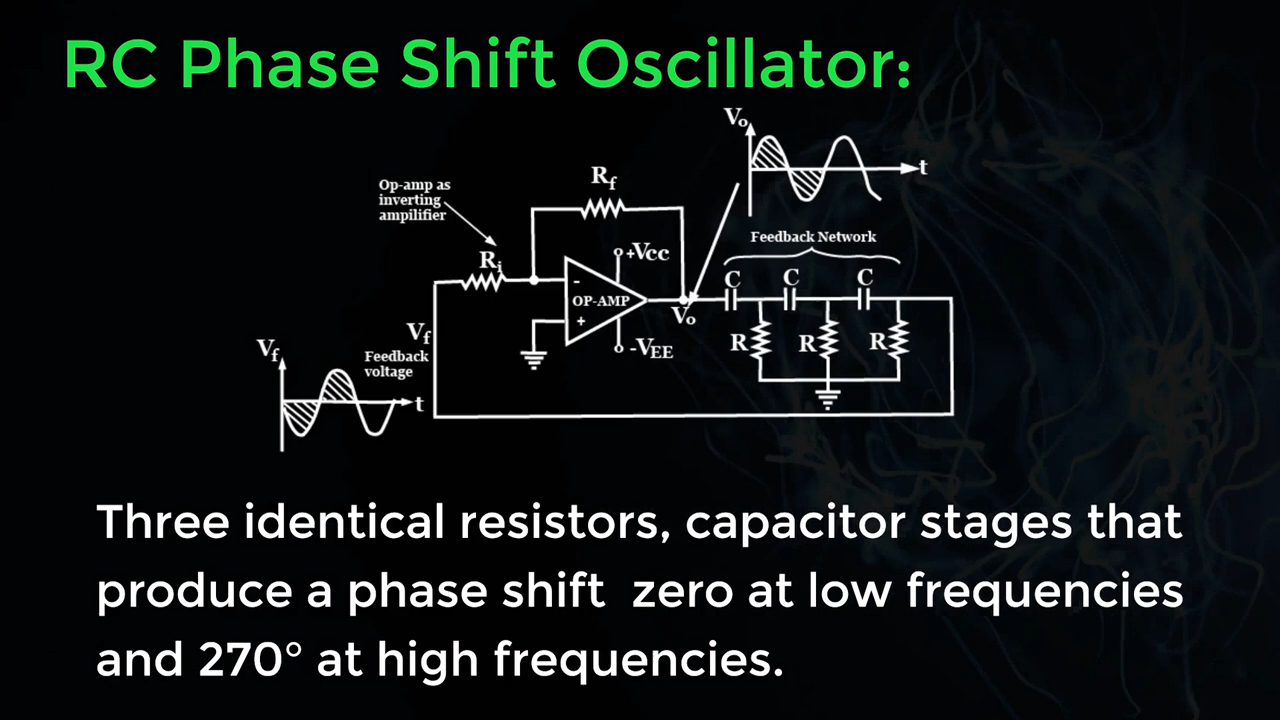 RC Phase Shift Oscillator:
Vₒ
t
Rf
Op-amp as
inverting
ampilifier
Feedback Network
Ri
+Vcc
C C C
-
OP-AMP
+
Vₒ
R R R
Vf
-VEE
Vf
Feedback
voltage
t
Three identical resistors, capacitor stages that
produce a phase shift zero at low frequencies
and 270° at high frequencies.